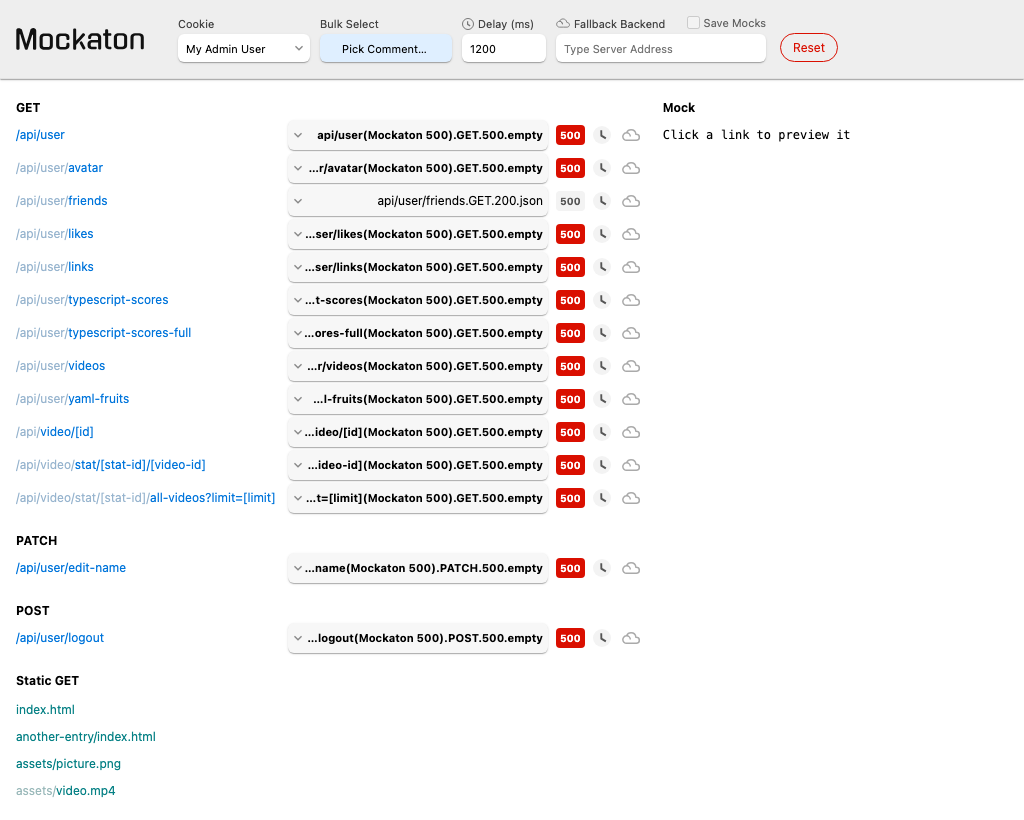 Mockaton
Cookie
My Admin User
Bulk Select
Pick Comment...
Delay (ms)
1200
Fallback Backend
Save Mocks
Type Server Address
Reset
GET
/api/user api/user(Mockaton 500).GET.500.empty 500
/api/user/avatar ...r/avatar(Mockaton 500).GET.500.empty 500
/api/user/friends api/user/friends.GET.200.json 500
/api/user/likes ...ser/likes(Mockaton 500).GET.500.empty 500
/api/user/links ...ser/links(Mockaton 500).GET.500.empty 500
/api/user/typescript-scores ...t-scores(Mockaton 500).GET.500.empty 500
/api/user/typescript-scores-full ...ores-full(Mockaton 500).GET.500.empty 500
/api/user/videos ...r/videos(Mockaton 500).GET.500.empty 500
/api/user/yaml-fruits ...l-fruits(Mockaton 500).GET.500.empty 500
/api/video/[id] ...ideo/[id](Mockaton 500).GET.500.empty 500
/api/video/stat/[stat-id]/[video-id] ...ideo-id](Mockaton 500).GET.500.empty 500
/api/video/stat/[stat-id]/all-videos?limit=[limit] ...t=[limit](Mockaton 500).GET.500.empty 500
PATCH
/api/user/edit-name ...name(Mockaton 500).PATCH.500.empty 500
POST
/api/user/logout ...logout(Mockaton 500).POST.500.empty 500
Static GET
index.html
another-entry/index.html
assets/picture.png
assets/video.mp4
Mock
Click a link to preview it